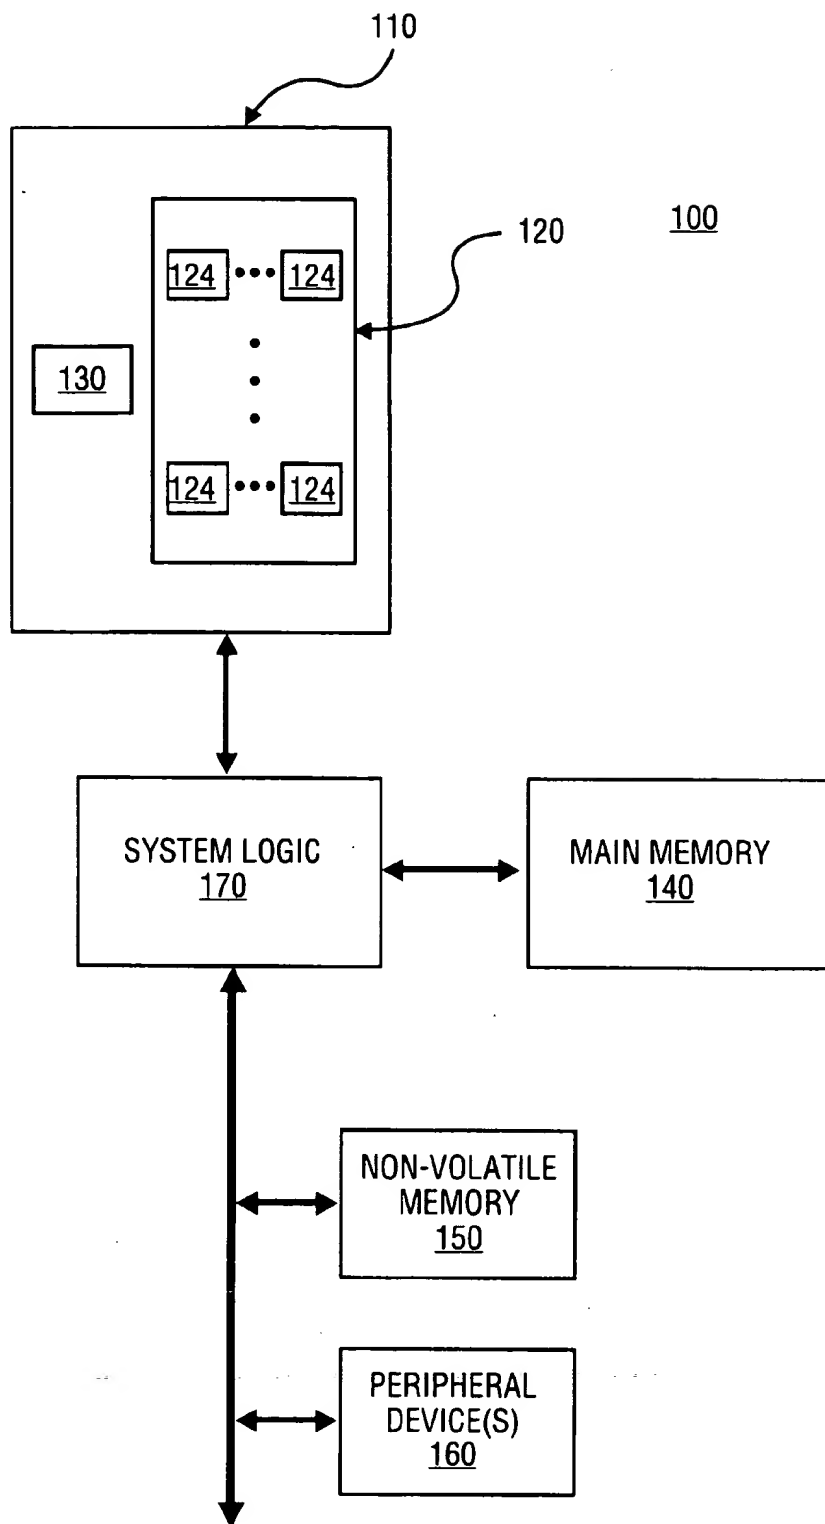 110
100
120
124 ••• 124
130
124 ••• 124
SYSTEM LOGIC
170
MAIN MEMORY
140
NON-VOLATILE
MEMORY
150
PERIPHERAL
DEVICE(S)
160